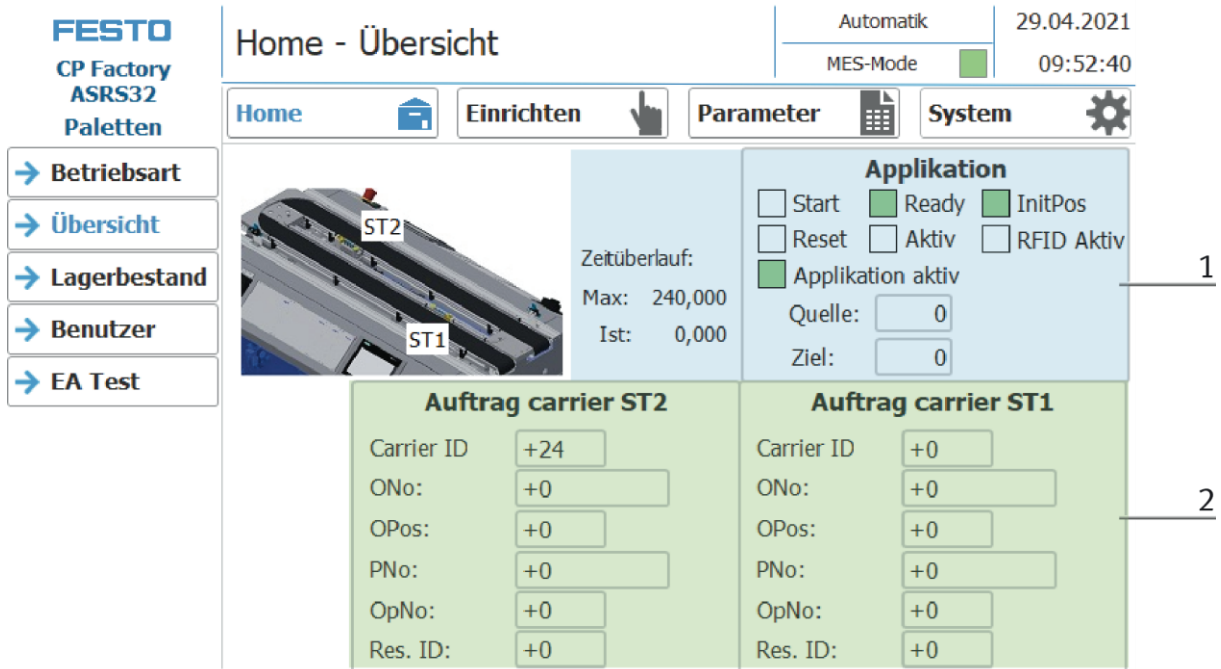 FESTO
CP Factory
ASRS32
Paletten
Home - Übersicht
Automatik
29.04.2021
MES-Mode
09:52:40
Home
Einrichten
Parameter
System
Betriebsart
Übersicht
Lagerbestand
Benutzer
EA Test
ST2
ST1
Zeitüberlauf:
Max: 240,000
Ist: 0,000
Applikation
Start Ready InitPos
Reset Aktiv RFID Aktiv
Applikation aktiv
Quelle: 0
Ziel: 0
1
Auftrag carrier ST2
Carrier ID +24
ONo: +0
OPos: +0
PNo: +0
OpNo: +0
Res. ID: +0
Auftrag carrier ST1
Carrier ID +0
ONo: +0
OPos: +0
PNo: +0
OpNo: +0
Res. ID: +0
2